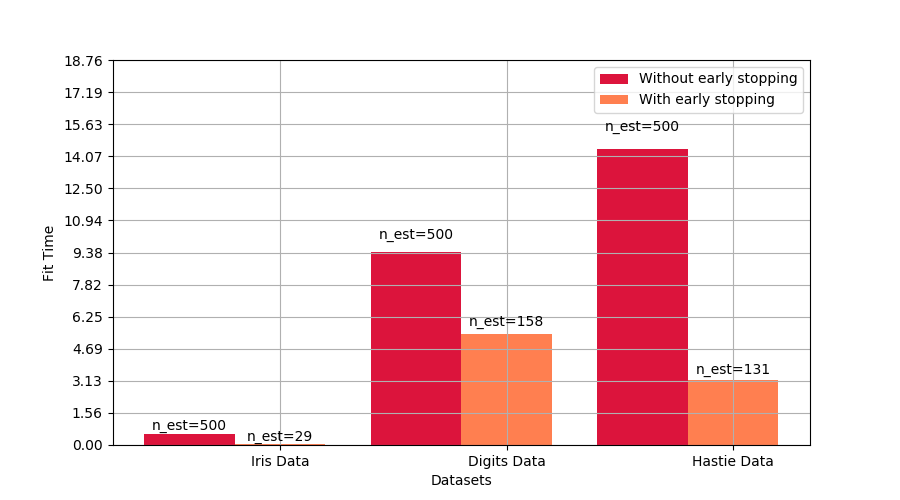 18.76
17.19
15.63
14.07
12.50
10.94
9.38
7.82
6.25
4.69
3.13
1.56
0.00
Fit Time
Without early stopping
With early stopping
n_est=500
n_est=500
n_est=158
n_est=131
n_est=500
n_est=29
Iris Data
Digits Data
Hastie Data
Datasets